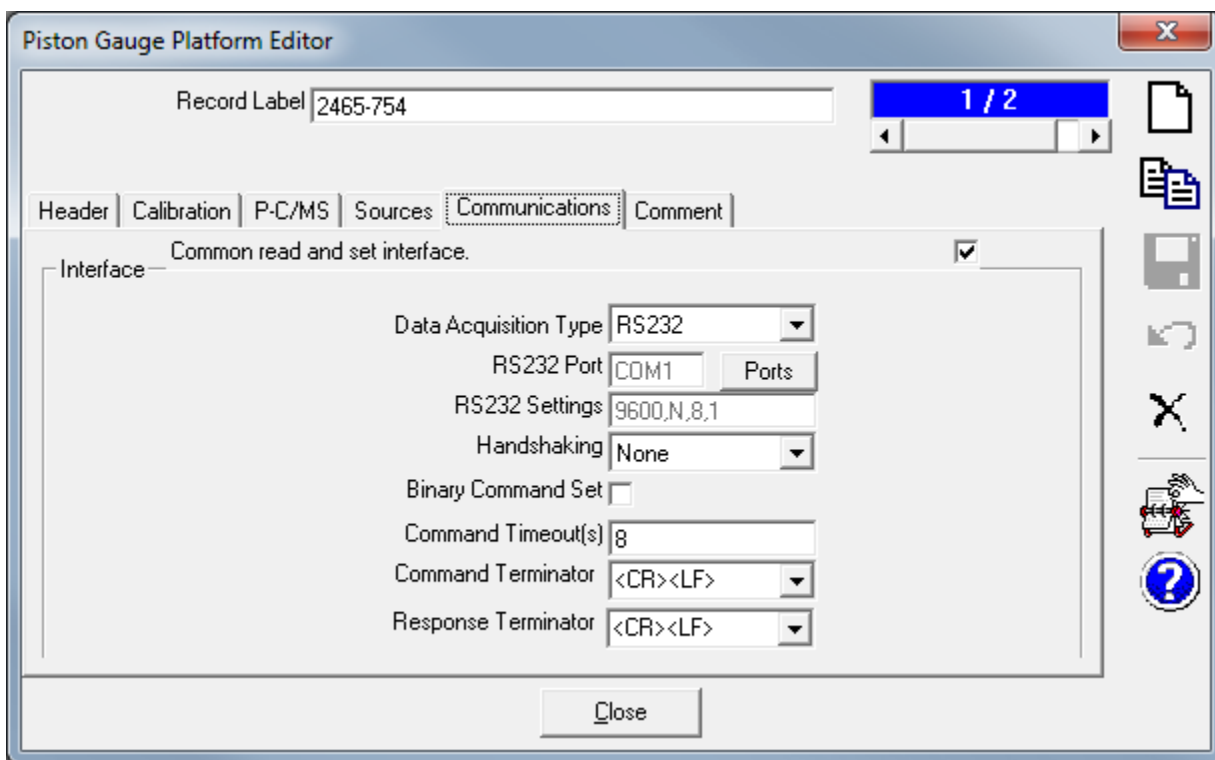 Piston Gauge Platform Editor
x
Record Label 2465-754
1 / 2
Header Calibration P-C/MS Sources Communications Comment
Common read and set interface.
Interface
Data Acquisition Type RS232
RS232 Port COM1 Ports
RS232 Settings 9600,N,8,1
Handshaking None
Binary Command Set
Command Timeout(s) 8
Command Terminator <CR><LF>
Response Terminator <CR><LF>
Close
?